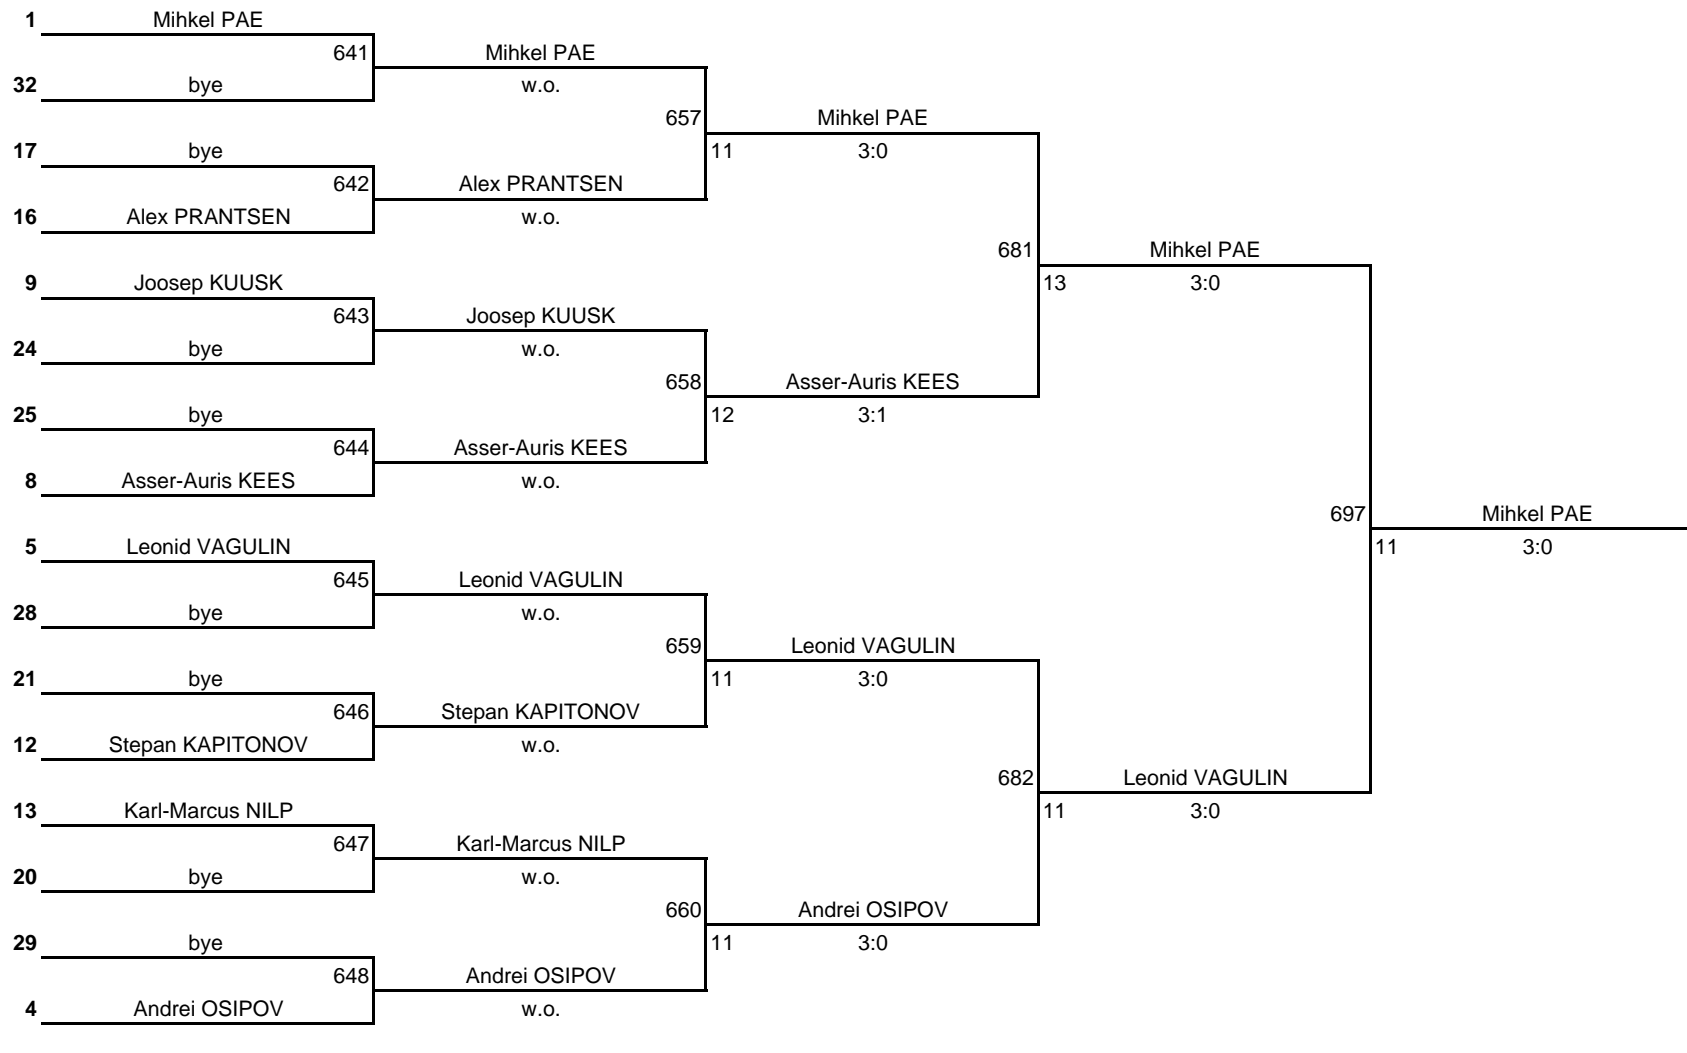 1 Mihkel PAE
641 Mihkel PAE
32 bye w.o.
657 Mihkel PAE
17 bye 11 3:0
642 Alex PRANTSEN
16 Alex PRANTSEN w.o.
681 Mihkel PAE
9 Joosep KUUSK 13 3:0
643 Joosep KUUSK
24 bye w.o.
658 Asser-Auris KEES
25 bye 12 3:1
644 Asser-Auris KEES
8 Asser-Auris KEES w.o.
697 Mihkel PAE
5 Leonid VAGULIN 11 3:0
645 Leonid VAGULIN
28 bye w.o.
659 Leonid VAGULIN
21 bye 11 3:0
646 Stepan KAPITONOV
12 Stepan KAPITONOV w.o.
682 Leonid VAGULIN
13 Karl-Marcus NILP 11 3:0
647 Karl-Marcus NILP
20 bye w.o.
660 Andrei OSIPOV
29 bye 11 3:0
648 Andrei OSIPOV
4 Andrei OSIPOV w.o.